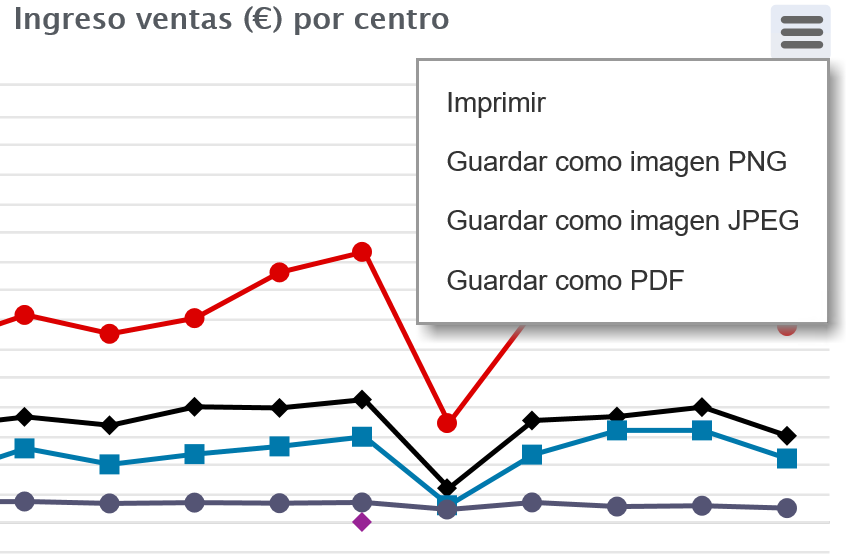 Ingreso ventas (€) por centro
Imprimir
Guardar como imagen PNG
Guardar como imagen JPEG
Guardar como PDF